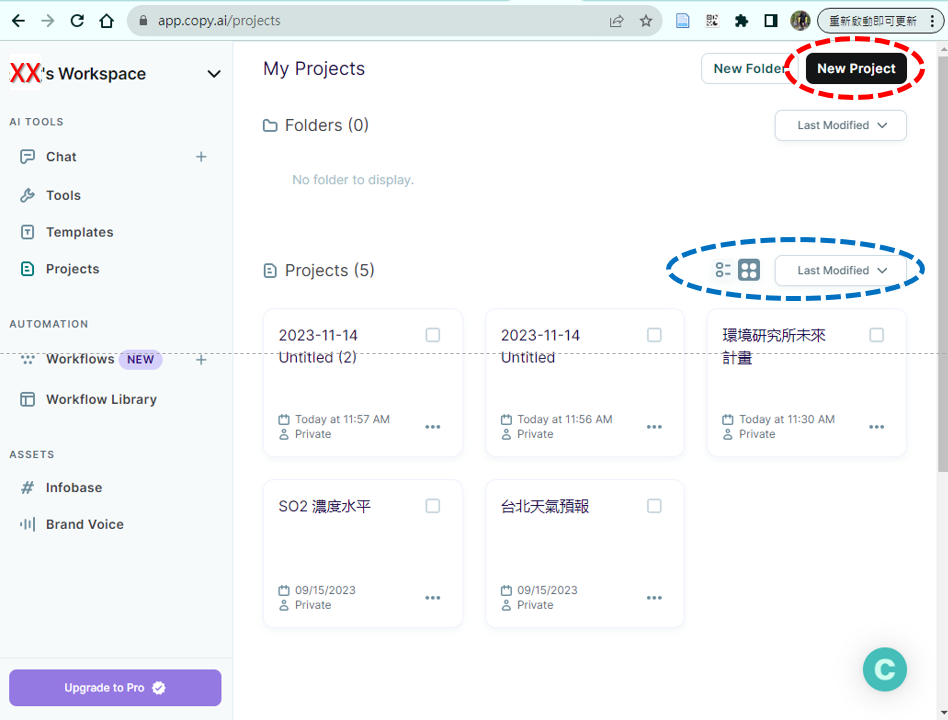 app.copy.ai/projects
重新啟動即可更新
XX's Workspace
AI TOOLS
Chat
Tools
Templates
Projects
AUTOMATION
Workflows NEW
Workflow Library
ASSETS
Infobase
Brand Voice
Upgrade to Pro
My Projects
New Folder
New Project
Folders (0)
Last Modified
No folder to display.
Projects (5)
Last Modified
2023-11-14
Untitled (2)
Today at 11:57 AM
Private
2023-11-14
Untitled
Today at 11:56 AM
Private
環境研究所未來
計畫
Today at 11:30 AM
Private
SO2 濃度水平
09/15/2023
Private
台北天氣預報
09/15/2023
Private
C